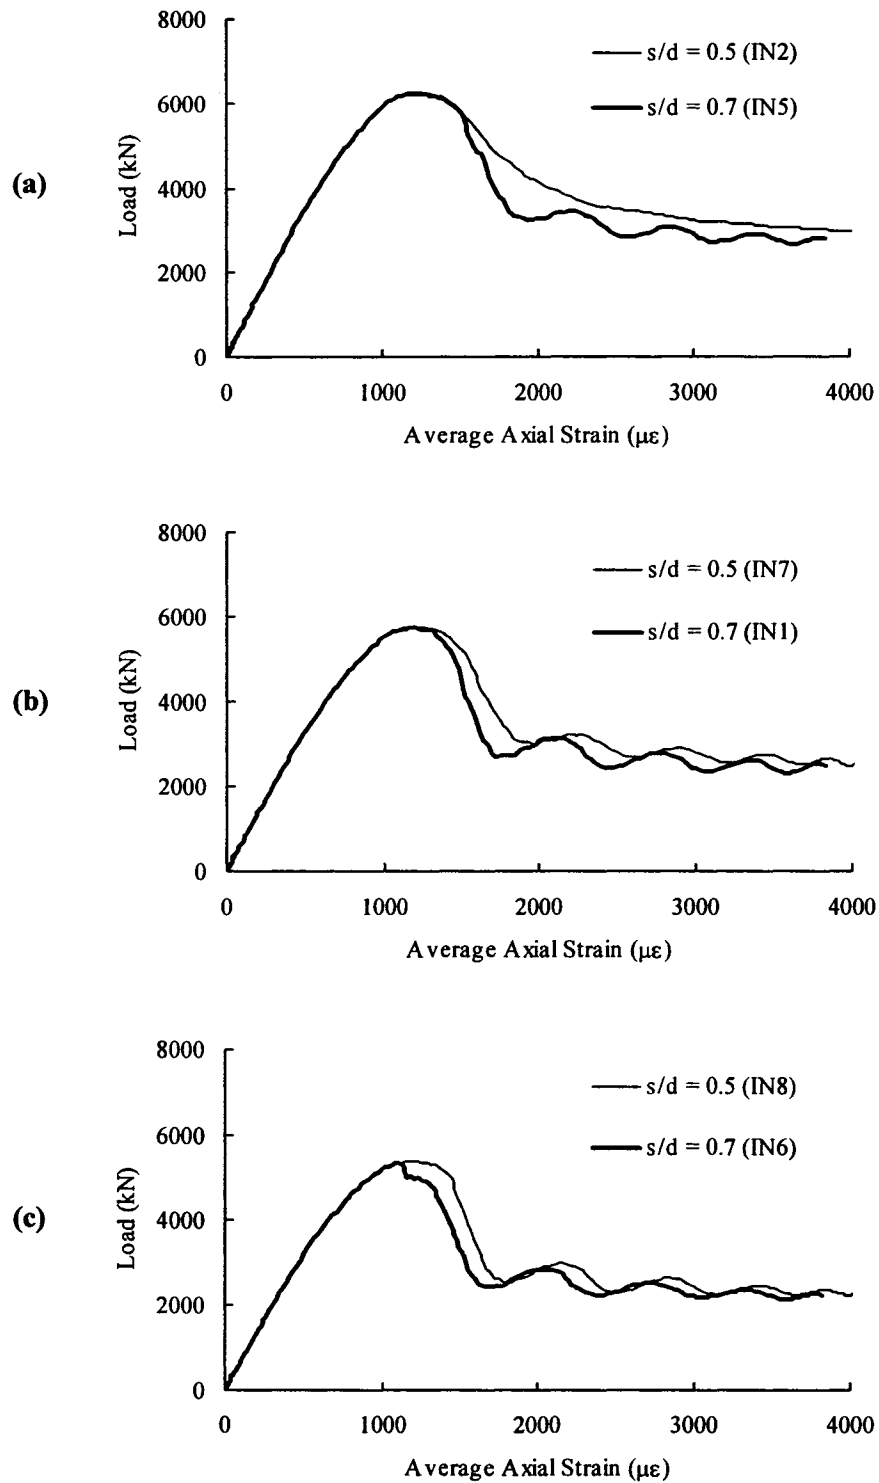 (a)
8000
6000
4000
2000
0
Load (kN)
s/d = 0.5 (IN2)
s/d = 0.7 (IN5)
0 1000 2000 3000 4000
Average Axial Strain (με)
(b)
8000
6000
4000
2000
0
Load (kN)
s/d = 0.5 (IN7)
s/d = 0.7 (IN1)
0 1000 2000 3000 4000
Average Axial Strain (με)
(c)
8000
6000
4000
2000
0
Load (kN)
s/d = 0.5 (IN8)
s/d = 0.7 (IN6)
0 1000 2000 3000 4000
Average Axial Strain (με)